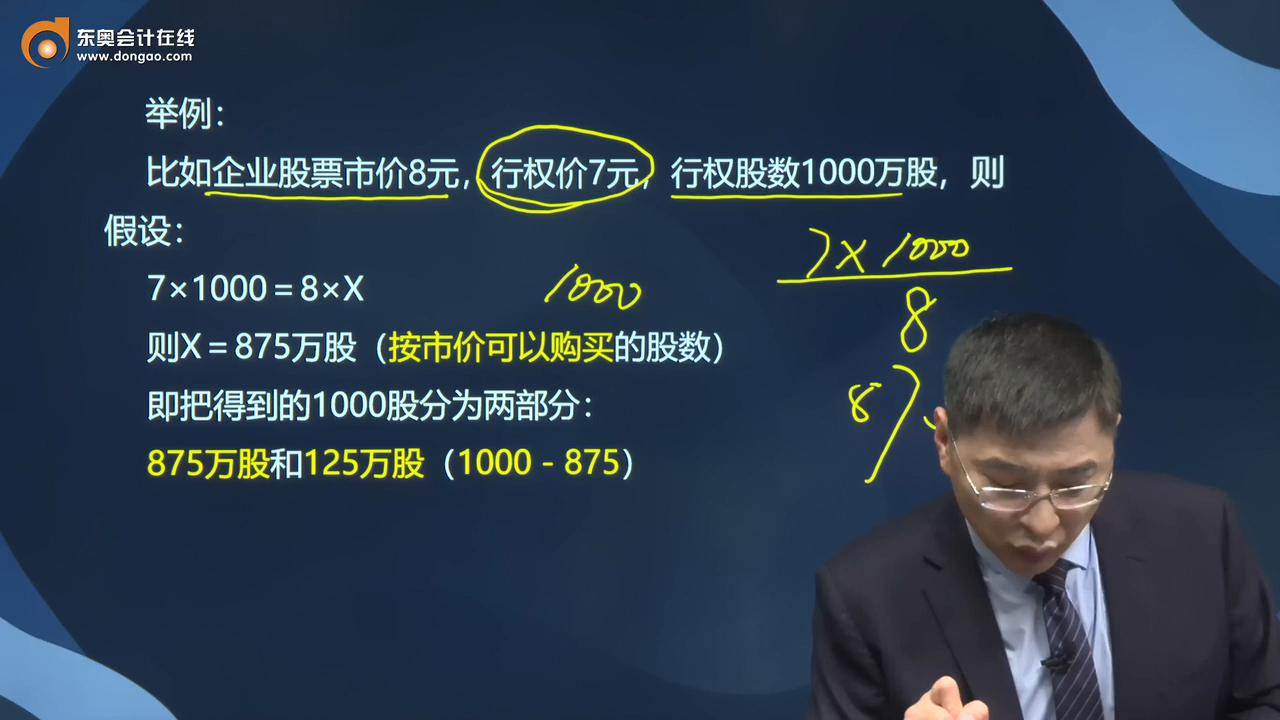 东奥会计在线
www.dongao.com
举例：
比如企业股票市价8元，行权价7元，行权股数1000万股，则
假设：
7×1000＝8×X
则X＝875万股（按市价可以购买的股数）
即把得到的1000股分为两部分：
875万股和125万股（1000－875）
1000
7×1000
8
87